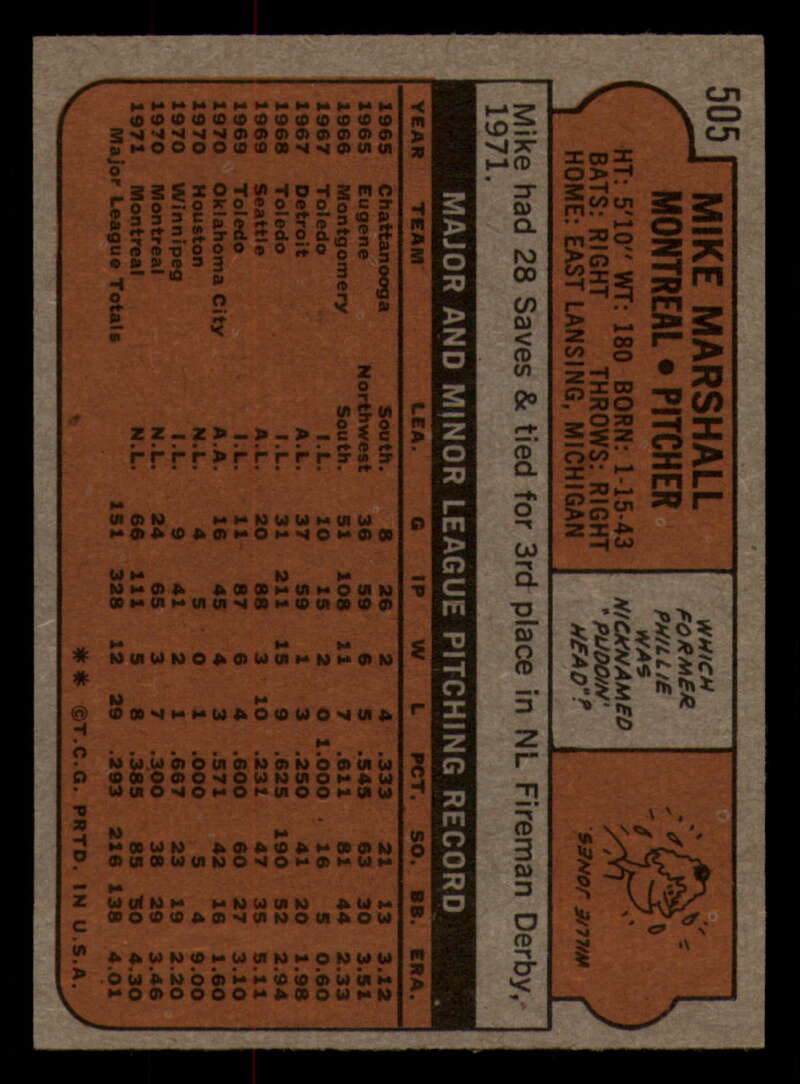 505
MIKE MARSHALL
MONTREAL • PITCHER
HT: 5'10" WT: 180 BORN: 1-15-43
BATS: RIGHT THROWS: RIGHT
HOME: EAST LANSING, MICHIGAN
WHICH
FORMER
PHILLIE
WAS
NICKNAMED
"PUDDIN'
HEAD"?
WILLIE JONES.
Mike had 28 Saves & tied for 3rd place in NL Fireman Derby,
1971.
MAJOR AND MINOR LEAGUE PITCHING RECORD
YEAR TEAM LEA. G IP W L PCT. SO. BB. ERA.
1965 Chattanooga South. 8 26 2 4 .333 21 13 3.12
1965 Eugene Northwest 36 59 6 5 .545 63 30 3.51
1966 Montgomery South. 51 108 11 7 .611 81 44 2.33
1967 Toledo I.L. 10 15 2 0 1.000 16 5 0.60
1967 Detroit A.L. 37 59 1 3 .250 41 20 1.98
1968 Toledo I.L. 31 211 15 9 .625 190 52 2.94
1969 Seattle A.L. 20 88 3 10 .231 47 35 5.11
1969 Toledo I.L. 11 87 6 4 .600 60 27 3.10
1970 Oklahoma City A.A. 16 45 4 3 .571 42 16 1.60
1970 Houston N.L. 4 5 0 1 .000 5 4 9.00
1970 Winnipeg I.L. 9 41 2 1 .667 23 19 2.20
1970 Montreal N.L. 24 65 3 7 .300 38 29 3.46
1971 Montreal N.L. 66 111 5 8 .385 85 50 4.30
Major League Totals 151 328 12 29 .293 216 138 4.01
** ©T.C.G. PRTD. IN U.S.A.